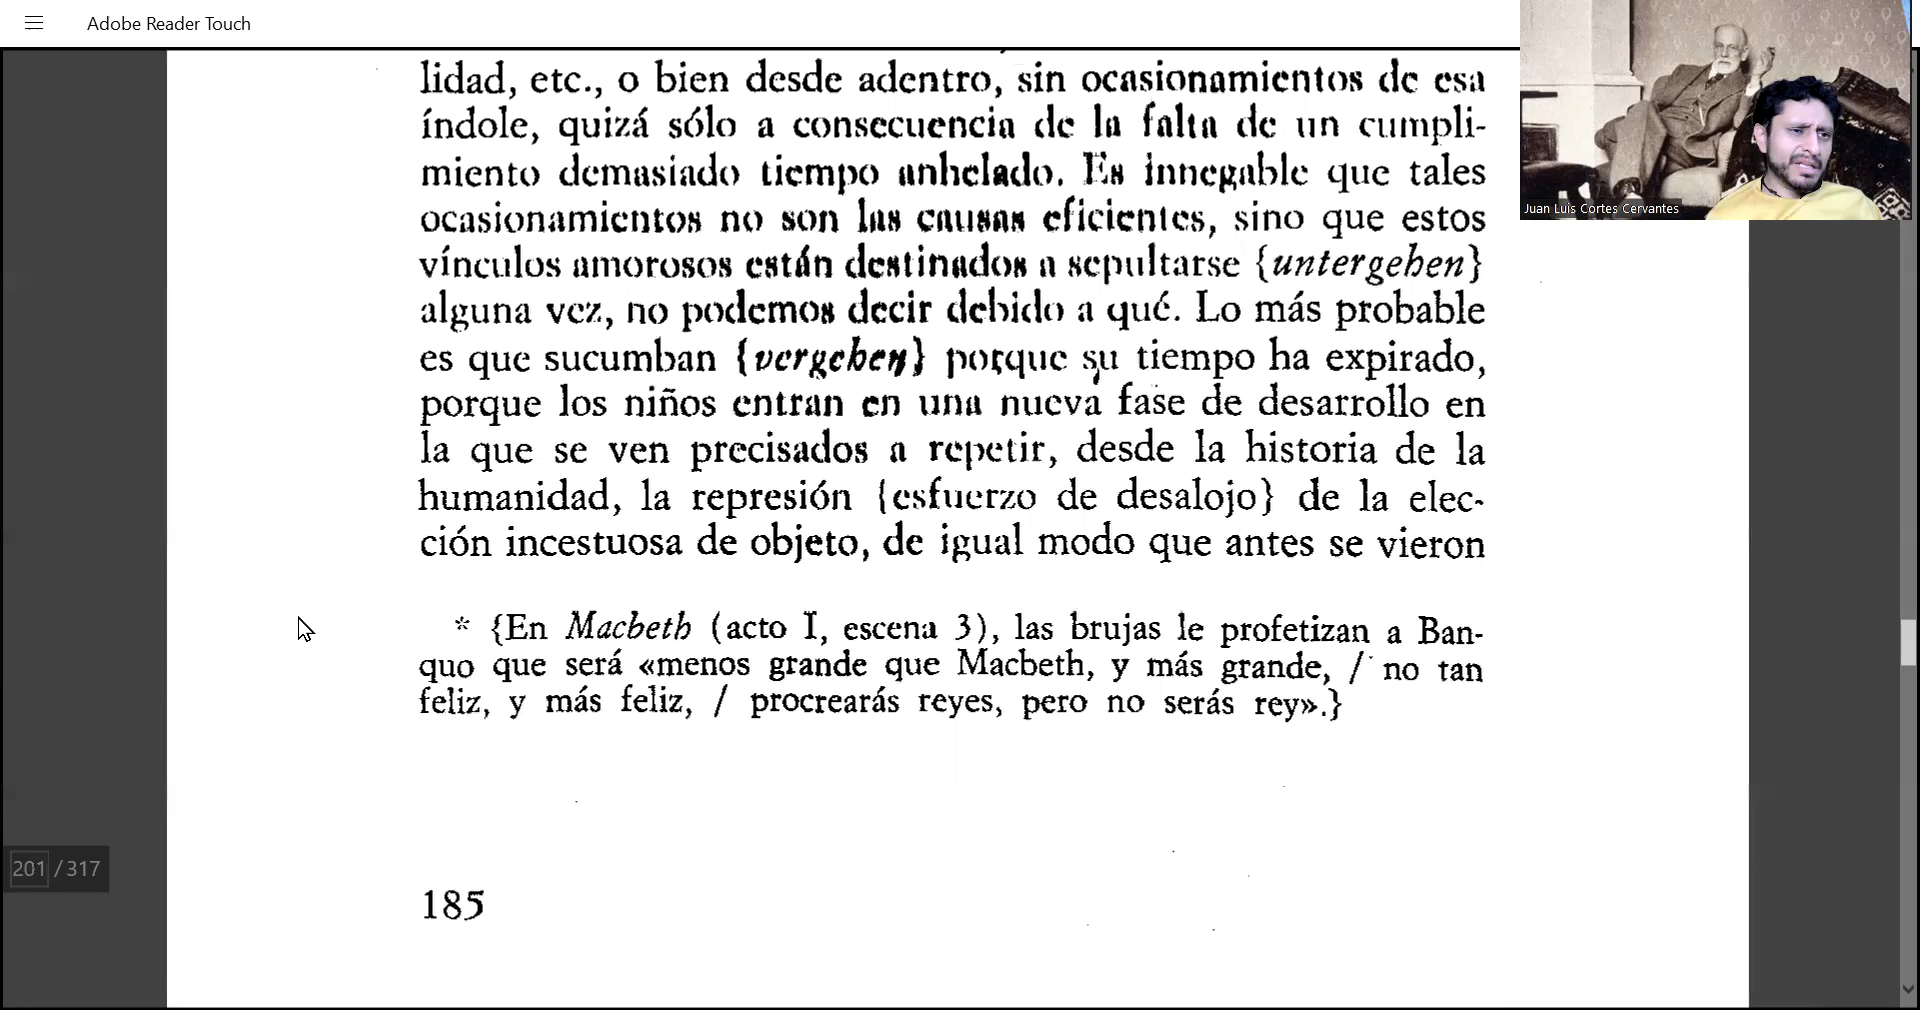 Adobe Reader Touch
Juan Luis Cortes Cervantes
lidad, etc., o bien desde adentro, sin ocasionamientos de esa
índole, quizá sólo a consecuencia de la falta de un cumpli-
miento demasiado tiempo anhelado. Es innegable que tales
ocasionamientos no son las causas eficientes, sino que estos
vínculos amorosos están destinados a sepultarse {untergehen}
alguna vez, no podemos decir debido a qué. Lo más probable
es que sucumban {vergehen} porque su tiempo ha expirado,
porque los niños entran en una nueva fase de desarrollo en
la que se ven precisados a repetir, desde la historia de la
humanidad, la represión {esfuerzo de desalojo} de la elec-
ción incestuosa de objeto, de igual modo que antes se vieron
* {En Macbeth (acto I, escena 3), las brujas le profetizan a Ban-
quo que será «menos grande que Macbeth, y más grande, / no tan
feliz, y más feliz, / procrearás reyes, pero no serás rey».}
201 / 317
185